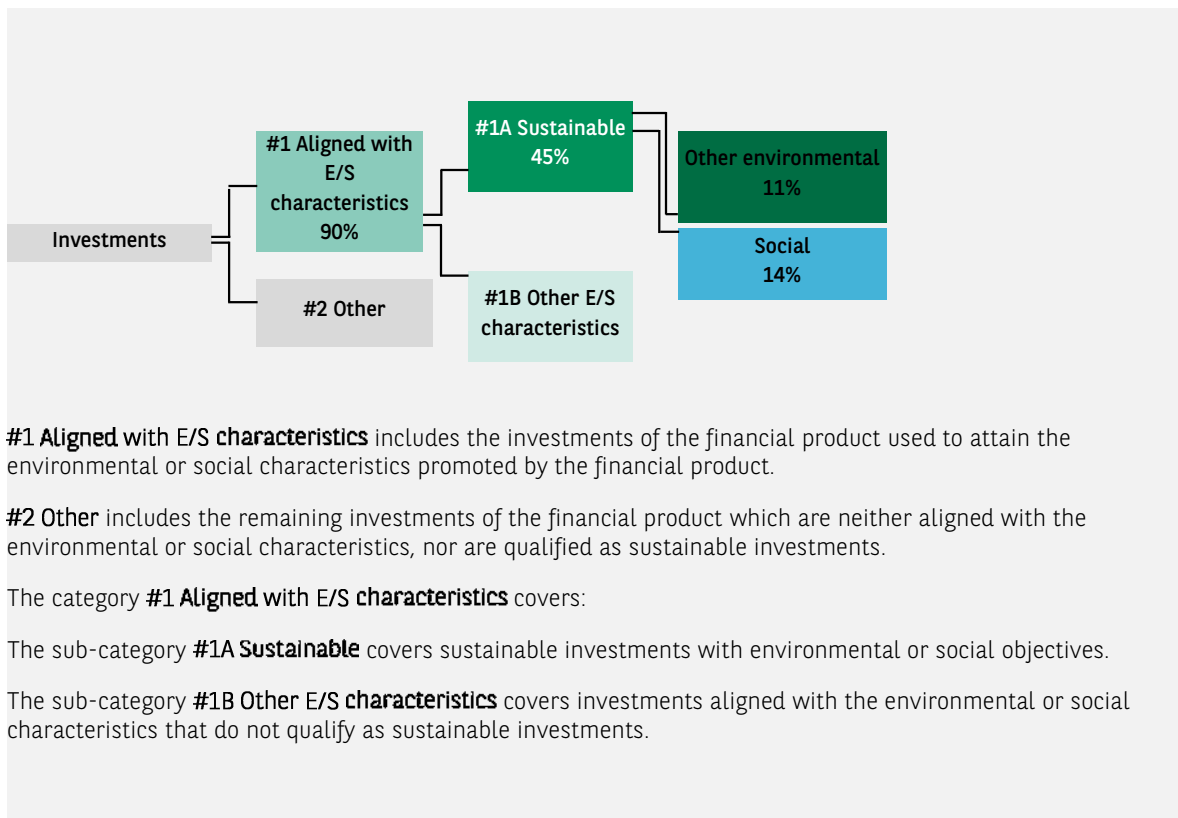 Investments
#1 Aligned with
E/S
characteristics
90%
#2 Other
#1A Sustainable
45%
#1B Other E/S
characteristics
Other environmental
11%
Social
14%
#1 Aligned with E/S characteristics includes the investments of the financial product used to attain the
environmental or social characteristics promoted by the financial product.
#2 Other includes the remaining investments of the financial product which are neither aligned with the
environmental or social characteristics, nor are qualified as sustainable investments.
The category #1 Aligned with E/S characteristics covers:
The sub-category #1A Sustainable covers sustainable investments with environmental or social objectives.
The sub-category #1B Other E/S characteristics covers investments aligned with the environmental or social
characteristics that do not qualify as sustainable investments.